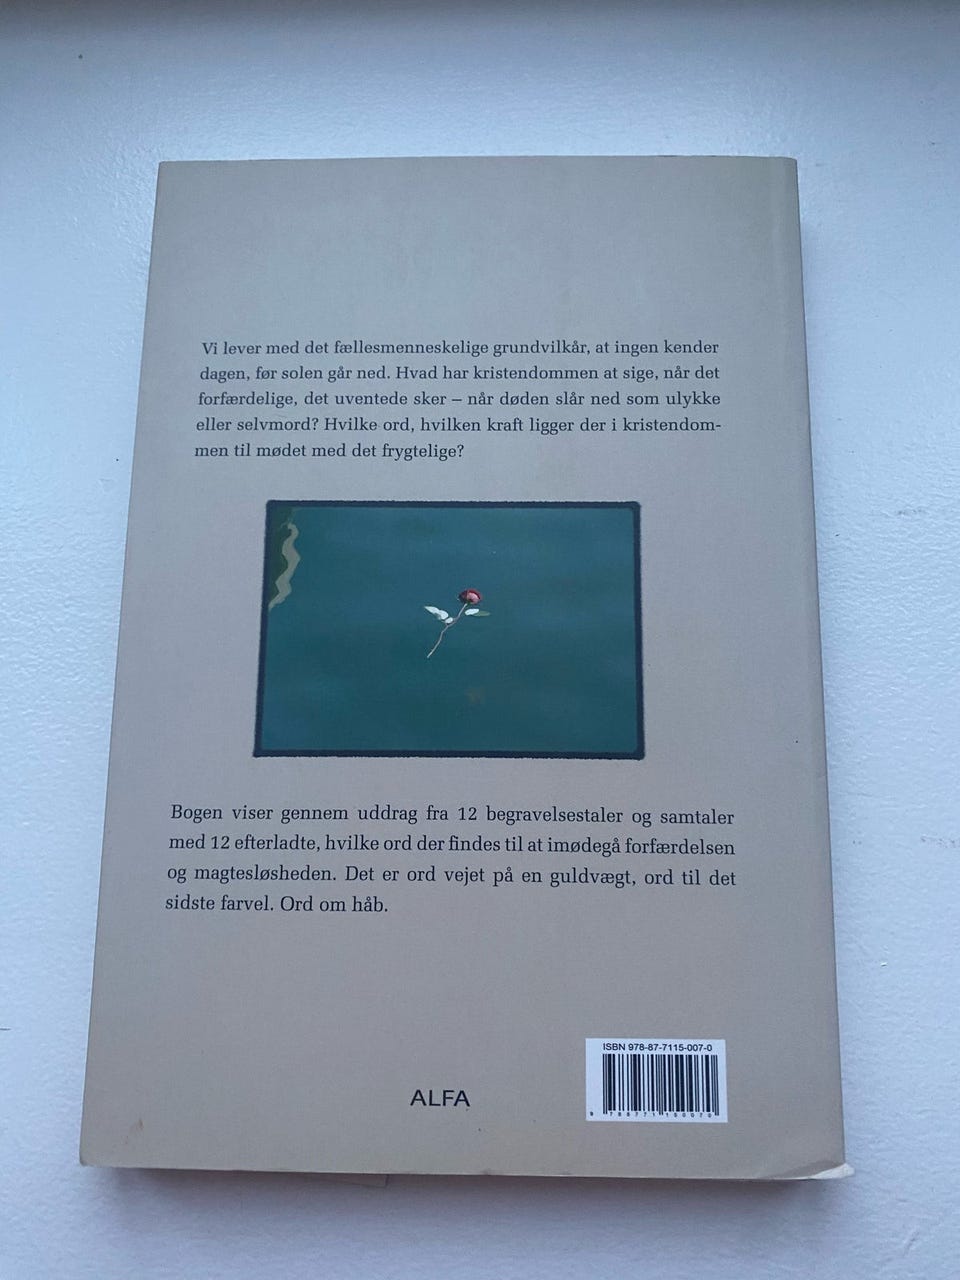 Vi lever med det fællesmenneskelige grundvilkår, at ingen kender
dagen, før solen går ned. Hvad har kristendommen at sige, når det
forfærdelige, det uventede sker – når døden slår ned som ulykke
eller selvmord? Hvilke ord, hvilken kraft ligger der i kristendom-
men til mødet med det frygtelige?
Bogen viser gennem uddrag fra 12 begravelsestaler og samtaler
med 12 efterladte, hvilke ord der findes til at imødegå forfærdelsen
og magtesløsheden. Det er ord vejet på en guldvægt, ord til det
sidste farvel. Ord om håb.
ISBN 978-87-7115-007-0
ALFA
9 788771 150070